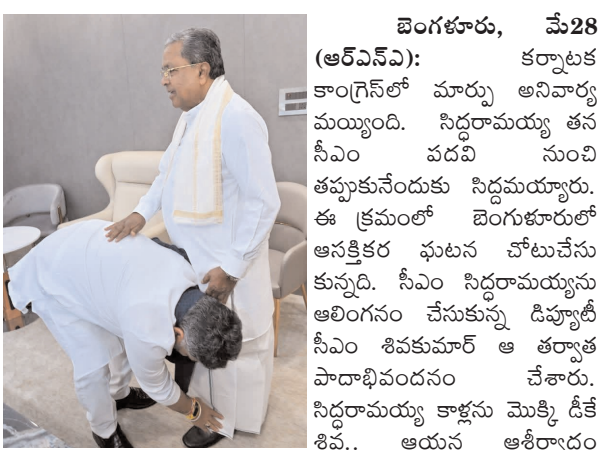 బెంగళూరు, మే28
(ఆర్ఎన్ఎ): కర్నాటక
కాంగ్రెస్‌లో మార్పు అనివార్య
మయ్యింది. సిద్ధరామయ్య తన
సీఎం పదవి నుంచి
తప్పుకునేందుకు సిద్దమయ్యారు.
ఈ క్రమంలో బెంగుళూరులో
ఆసక్తికర ఘటన చోటుచేసు
కున్నది. సీఎం సిద్ధరామయ్యను
ఆలింగనం చేసుకున్న డిప్యూటీ
సీఎం శివకుమార్ ఆ తర్వాత
పాదాభివందనం చేశారు.
సిద్ధరామయ్య కాళ్లను మొక్కి డీకే
శివ.. ఆయన ఆశీర్వాదం